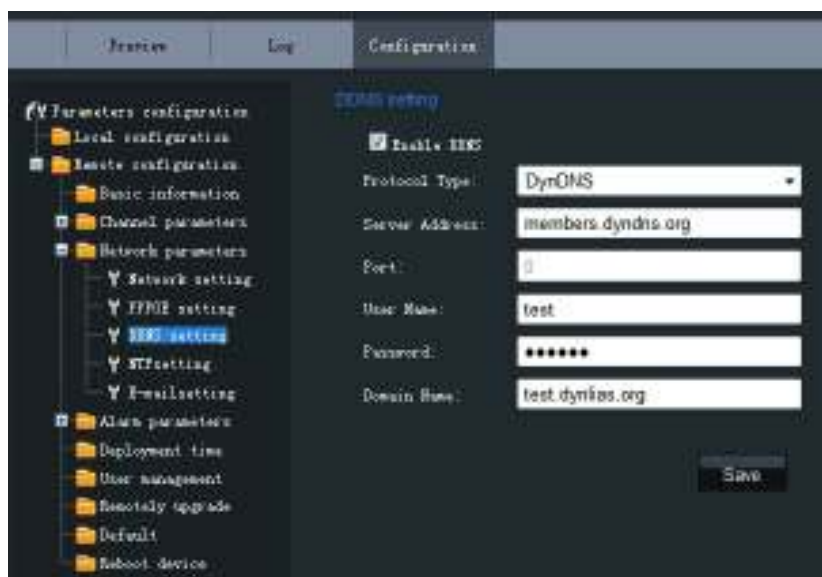 Preview
Log
Configuration
Parameters configuration
Local configuration
Remote configuration
Basic information
Channel parameters
Network parameters
Network setting
PPPOE setting
DDNS setting
NTPsetting
E-mailsetting
Alarm parameters
Deployment time
User management
Remotely upgrade
Default
Reboot device
DDNS setting
Enable DDNS
Protocol Type: DynDNS
Server Address: members.dyndns.org
Port: 0
User Name: test
Password: ●●●●●●
Domain Name: test.dynlias.org
Save